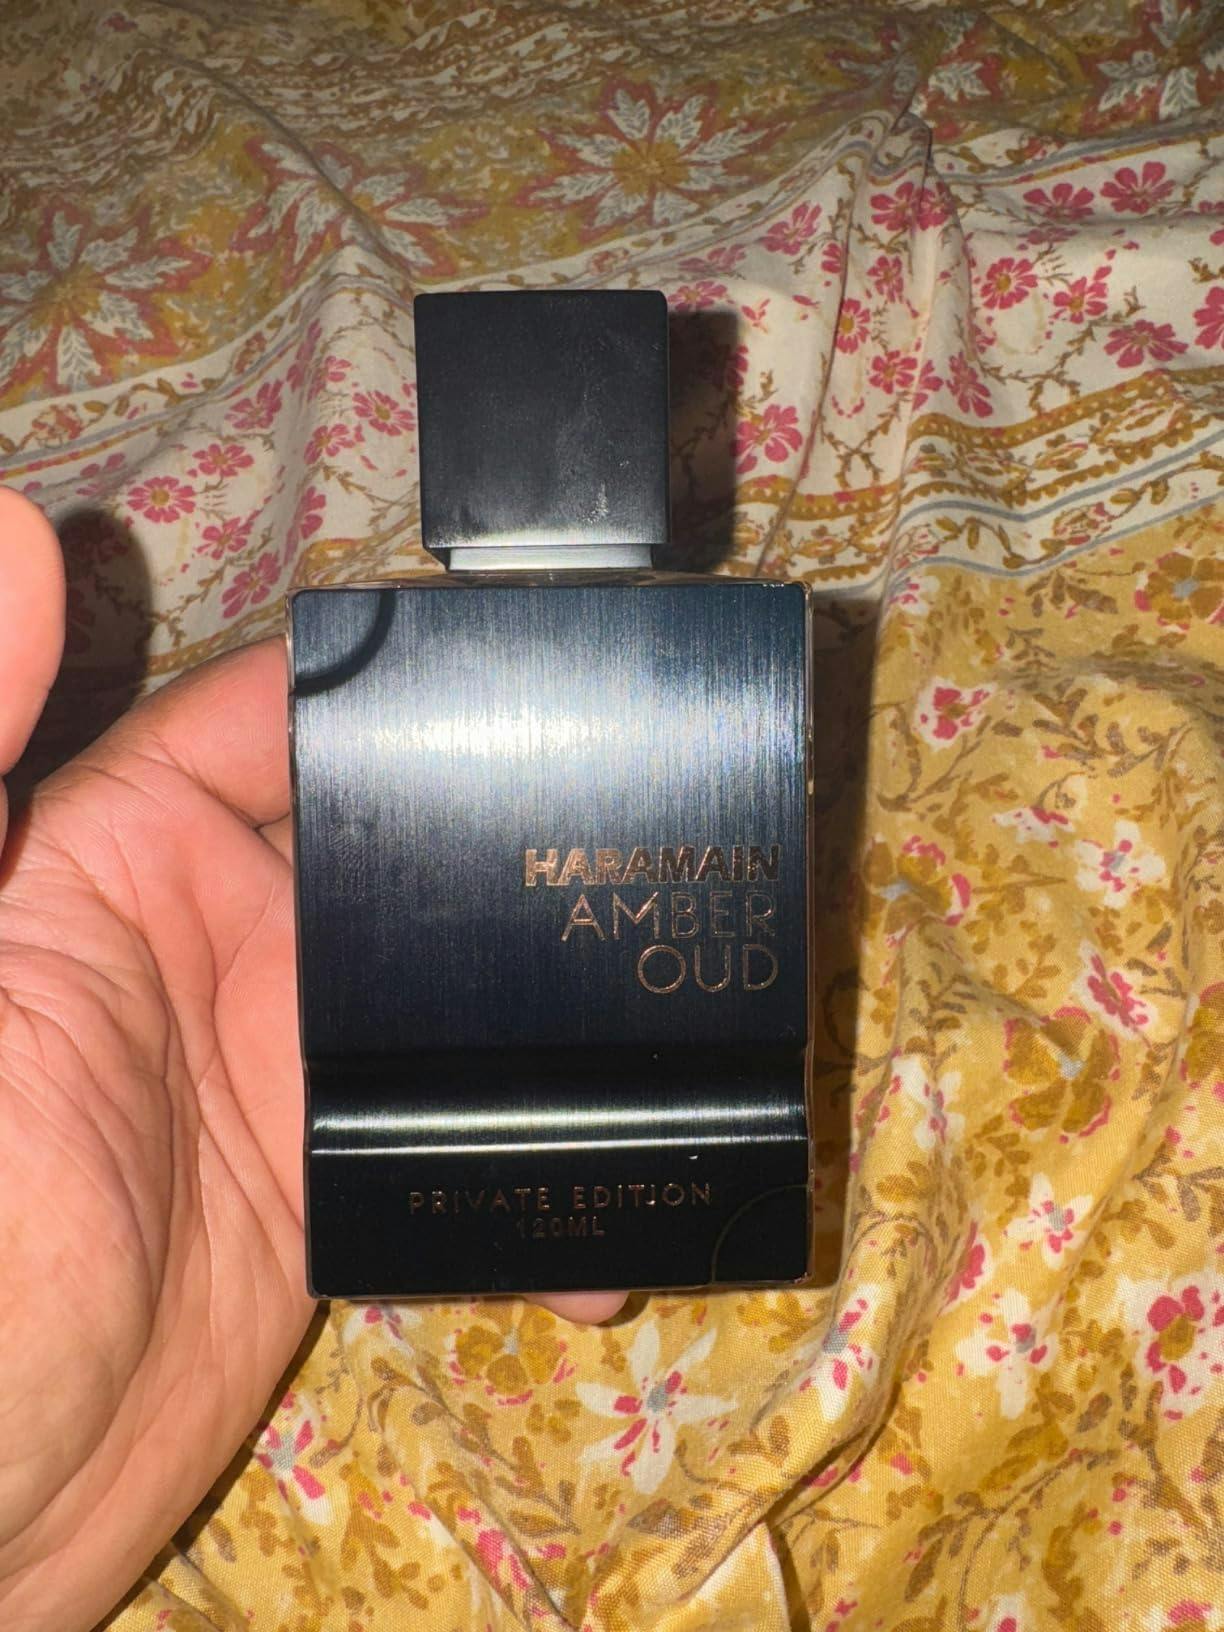 HARAMAIN
AMBER
OUD
PRIVATE EDITION
120ML